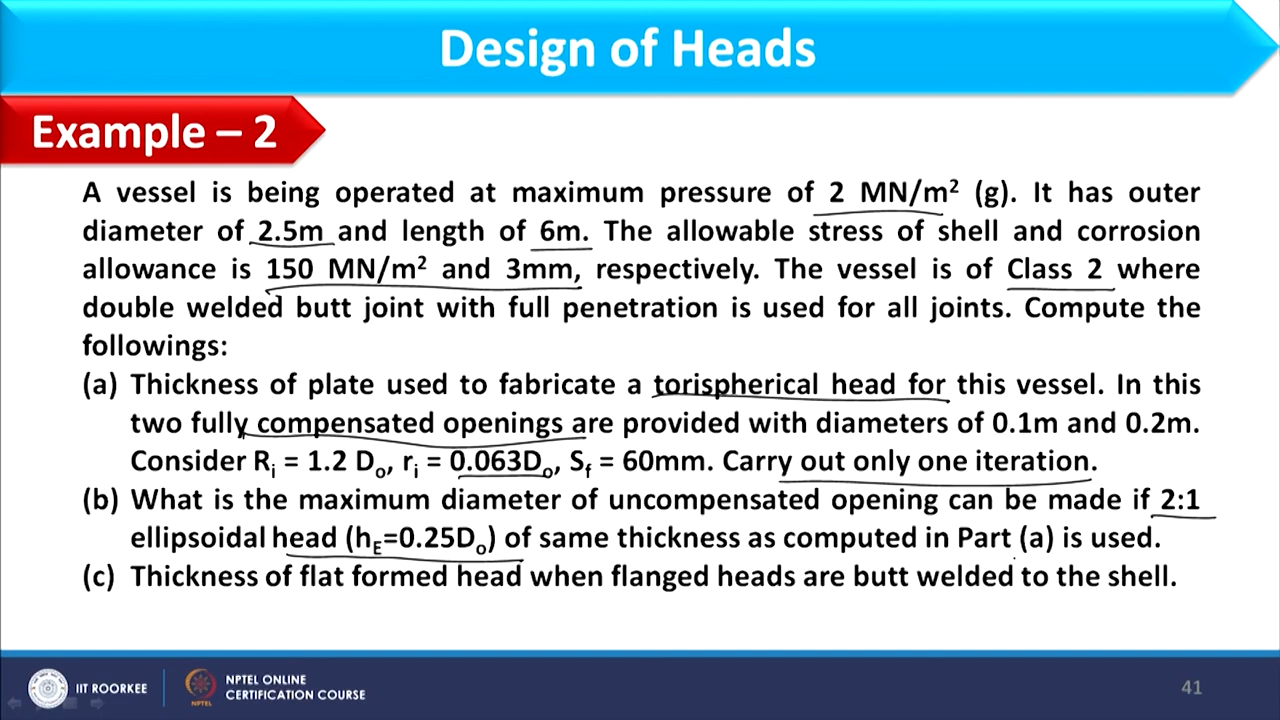 Design of Heads
Example – 2
A vessel is being operated at maximum pressure of 2 MN/m² (g). It has outer
diameter of 2.5m and length of 6m. The allowable stress of shell and corrosion
allowance is 150 MN/m² and 3mm, respectively. The vessel is of Class 2 where
double welded butt joint with full penetration is used for all joints. Compute the
followings:
(a) Thickness of plate used to fabricate a torispherical head for this vessel. In this
two fully compensated openings are provided with diameters of 0.1m and 0.2m.
Consider Rᵢ = 1.2 Dₒ, rᵢ = 0.063Dₒ, S_f = 60mm. Carry out only one iteration.
(b) What is the maximum diameter of uncompensated opening can be made if 2:1
ellipsoidal head (h_E=0.25Dₒ) of same thickness as computed in Part (a) is used.
(c) Thickness of flat formed head when flanged heads are butt welded to the shell.
IIT ROORKEE
NPTEL ONLINE
CERTIFICATION COURSE
NPTEL
41